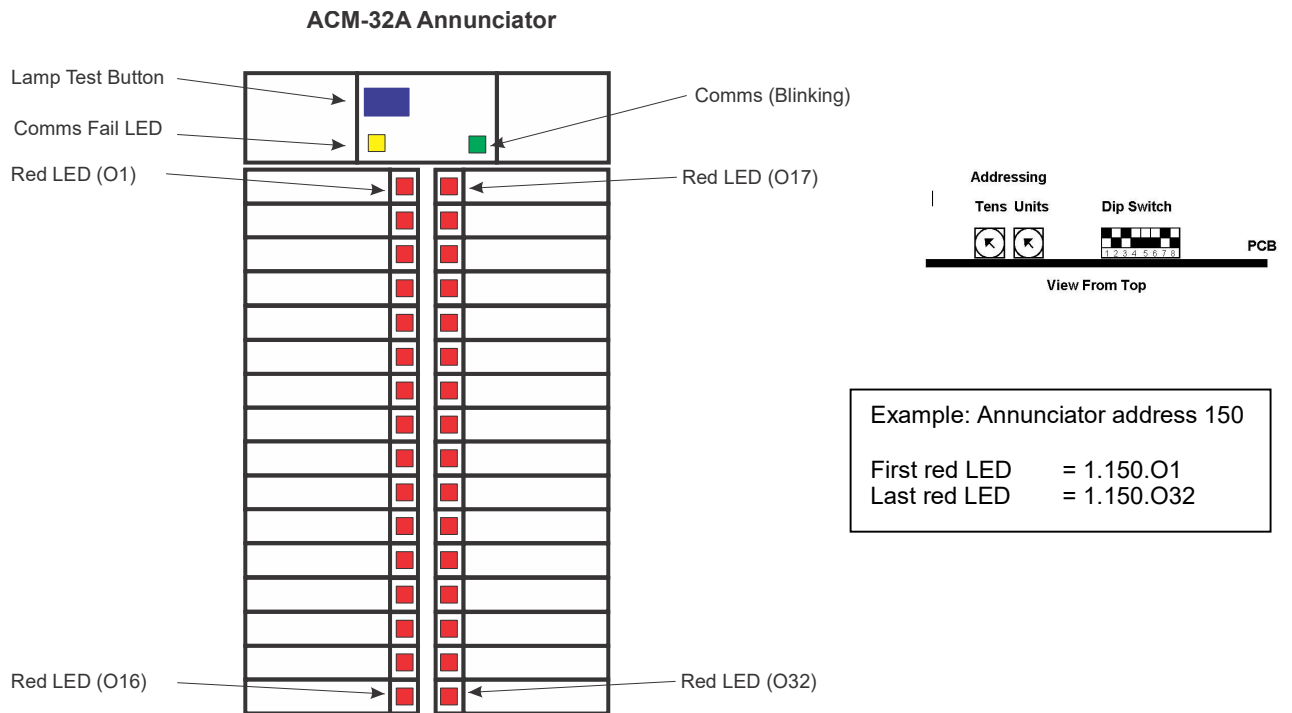 ACM-32A Annunciator
Lamp Test Button
Comms Fail LED
Red LED (O1)
Comms (Blinking)
Red LED (O17)
Red LED (O16)
Red LED (O32)
Addressing
Tens Units Dip Switch
1 2 3 4 5 6 7 8
PCB
View From Top
Example: Annunciator address 150
First red LED = 1.150.O1
Last red LED = 1.150.O32